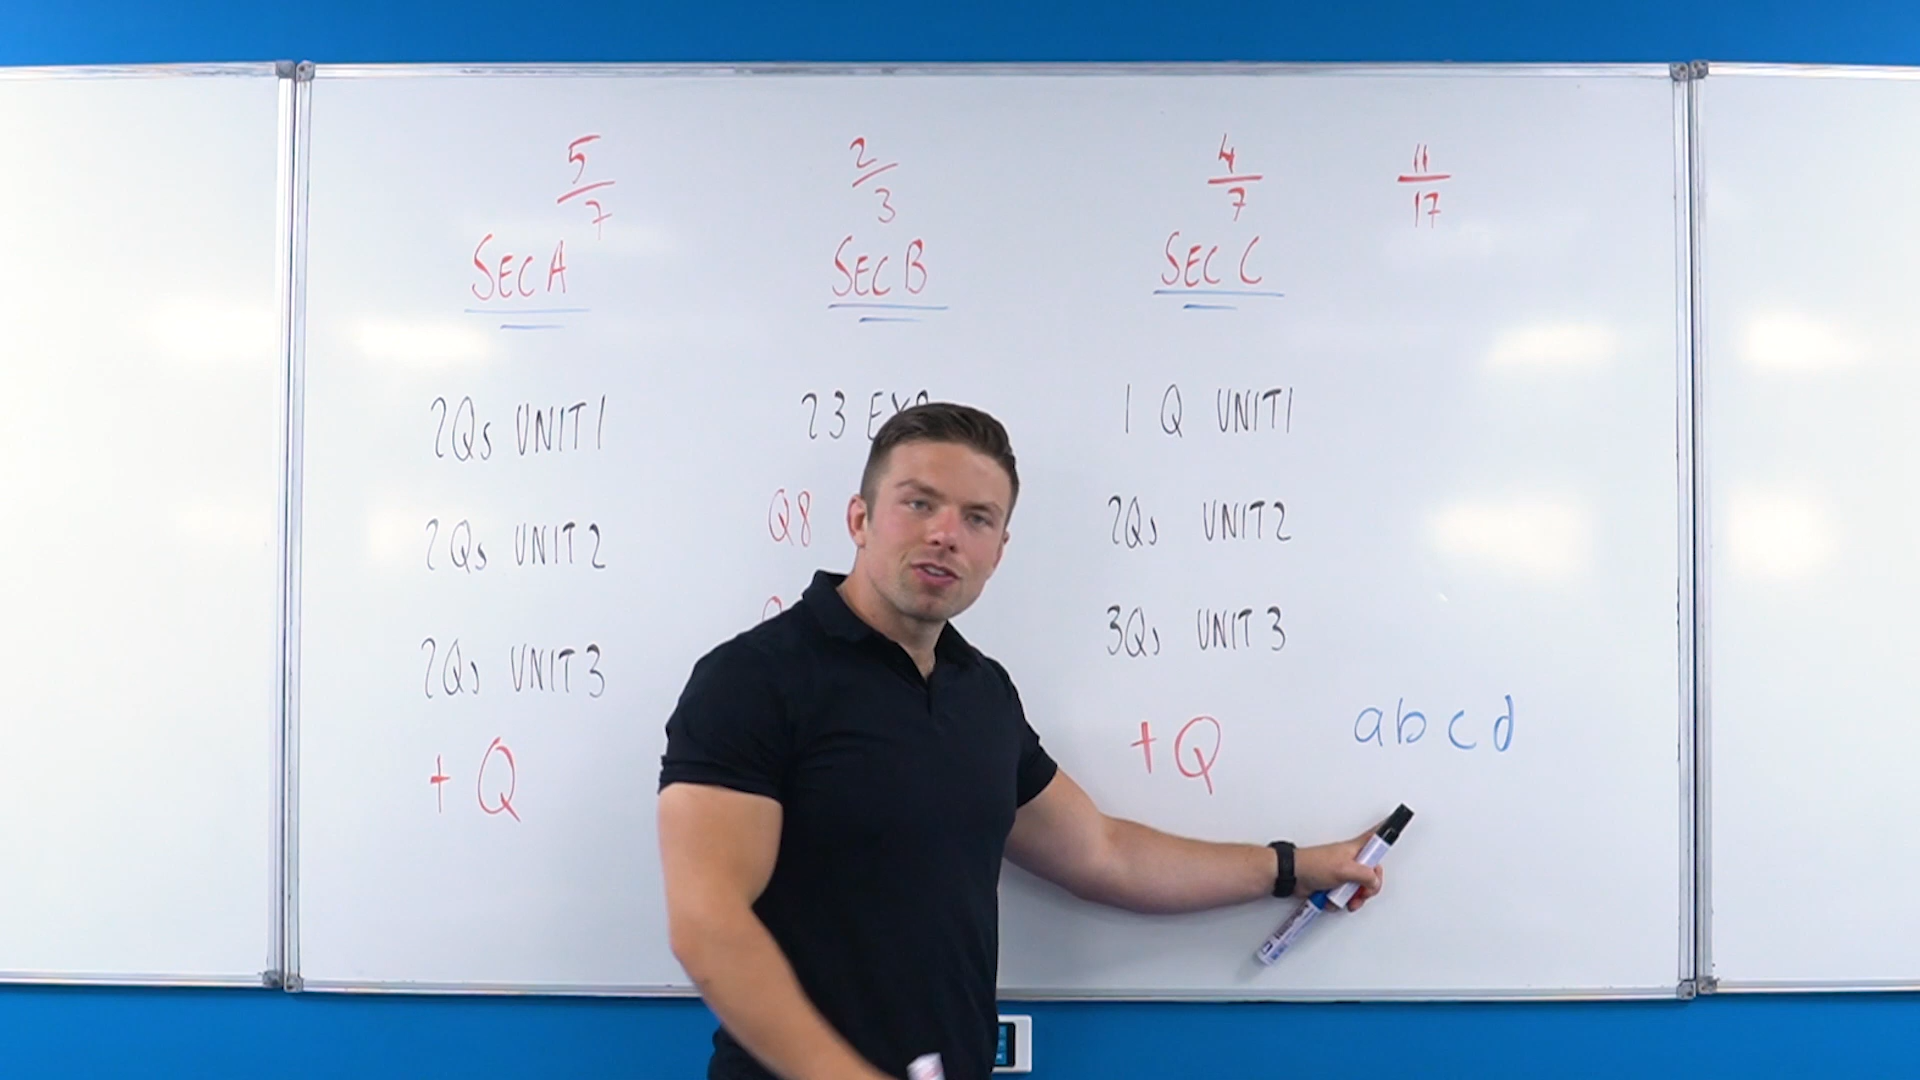 5/7
SEC A
2Qs UNIT 1
2Qs UNIT 2
2Qs UNIT 3
+ Q
2/3
SEC B
23
Q8
4/7
SEC C
1 Q UNIT 1
2Qs UNIT 2
3Qs UNIT 3
+ Q
11/17
a b c d